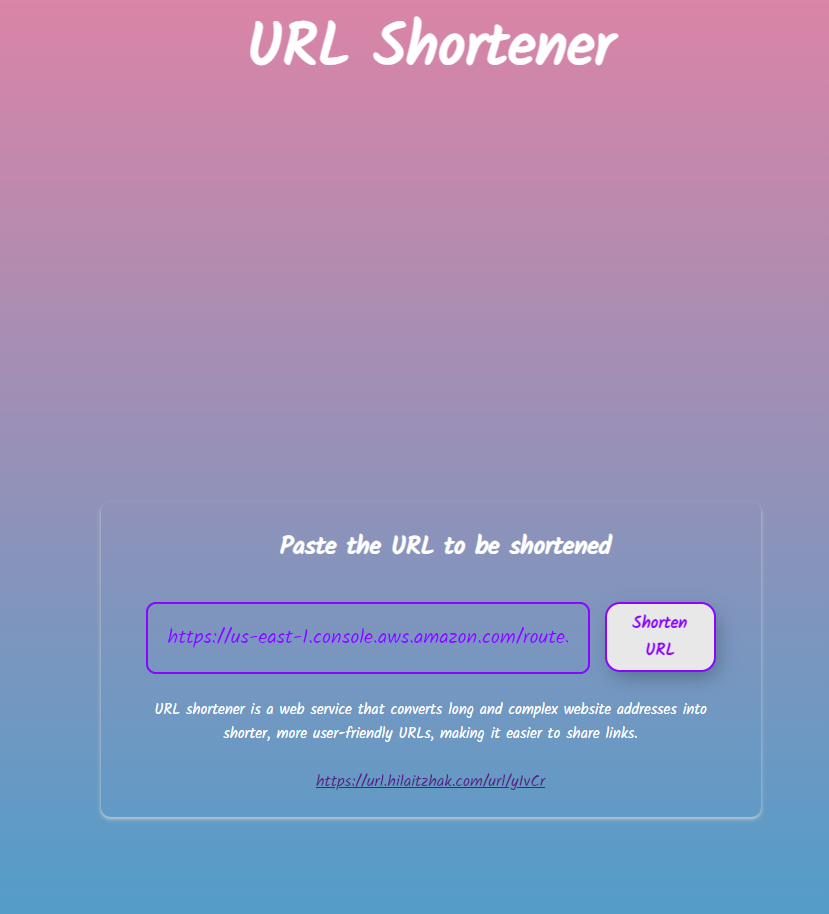 URL Shortener
Paste the URL to be shortened
https://us-east-1.console.aws.amazon.com/route.
Shorten
URL
URL shortener is a web service that converts long and complex website addresses into
shorter, more user-friendly URLs, making it easier to share links.
https://url.hilaitzhak.com/url/yIvCr